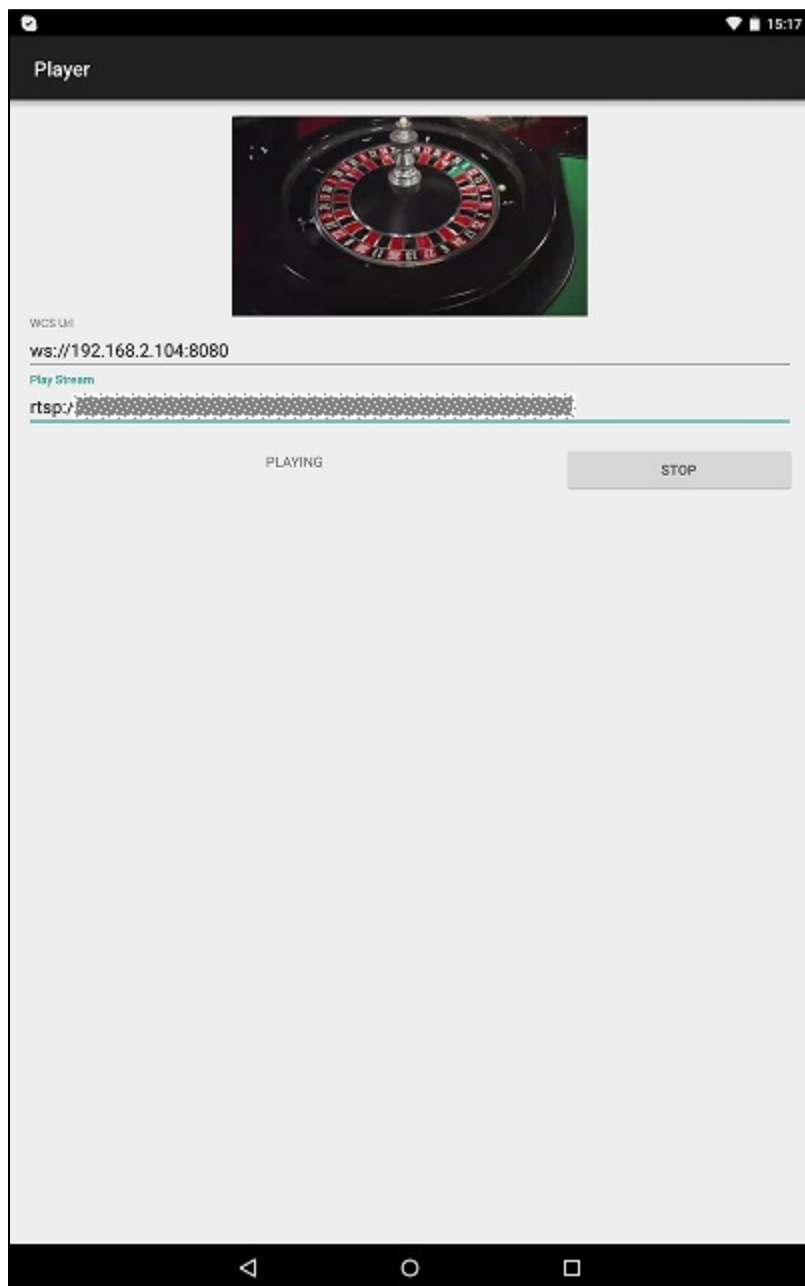 15:17
Player
WCS Url
ws://192.168.2.104:8080
Play Stream
rtsp:/
PLAYING
STOP